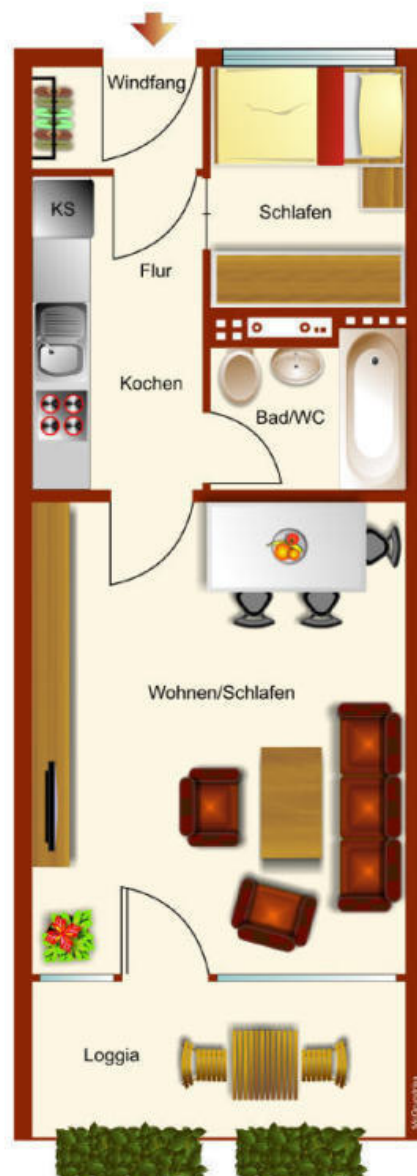 Windfang
KS
Schlafen
Flur
Kochen
Bad/WC
Wohnen/Schlafen
Loggia